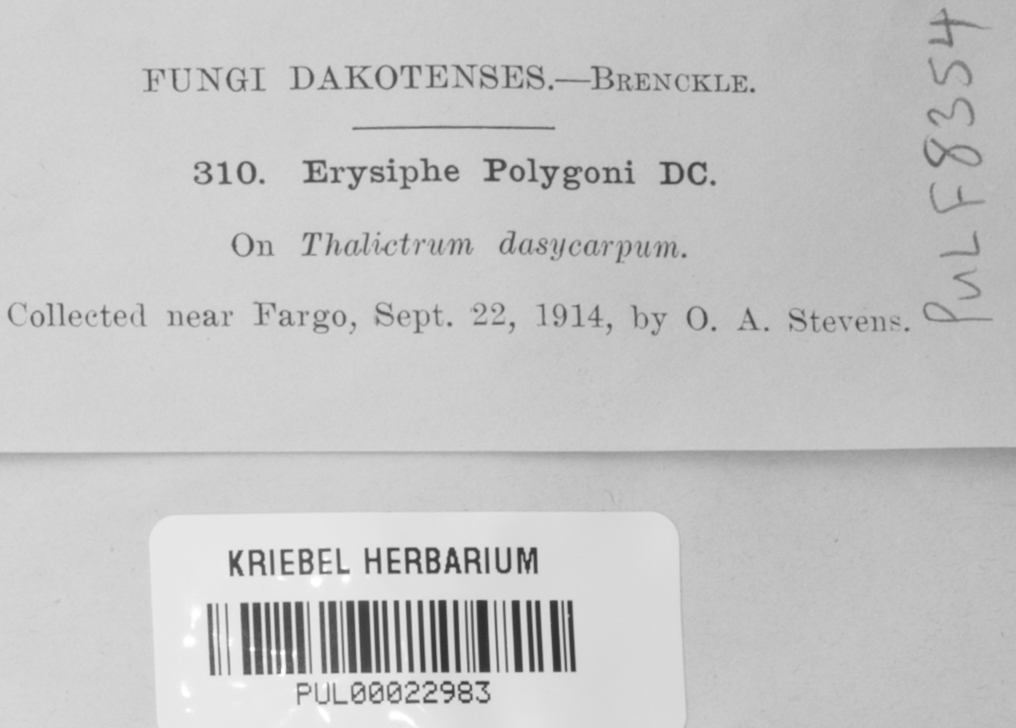 FUNGI DAKOTENSES.—BRENCKLE.
310. Erysiphe Polygoni DC.
On Thalictrum dasycarpum.
Collected near Fargo, Sept. 22, 1914, by O. A. Stevens.
PUL F8354
KRIEBEL HERBARIUM
PUL00022983